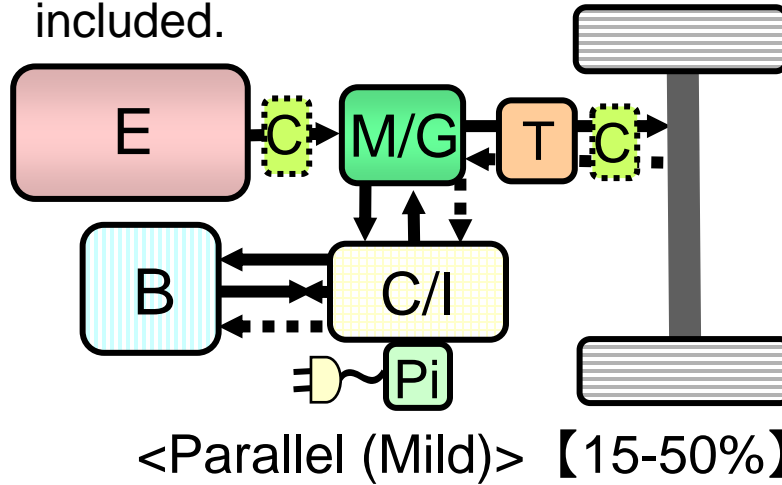 included.
E
C
M/G
T
C
B
C/I
Pi
<Parallel (Mild)>【15-50%】